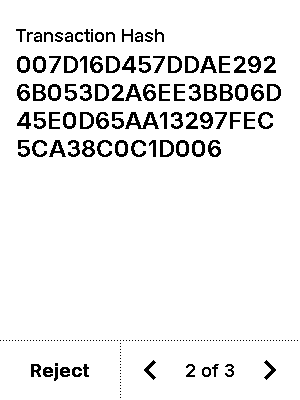 Transaction Hash
007D16D457DDAE292
6B053D2A6EE3BB06D
45E0D65AA13297FEC
5CA38C0C1D006
Reject
2 of 3